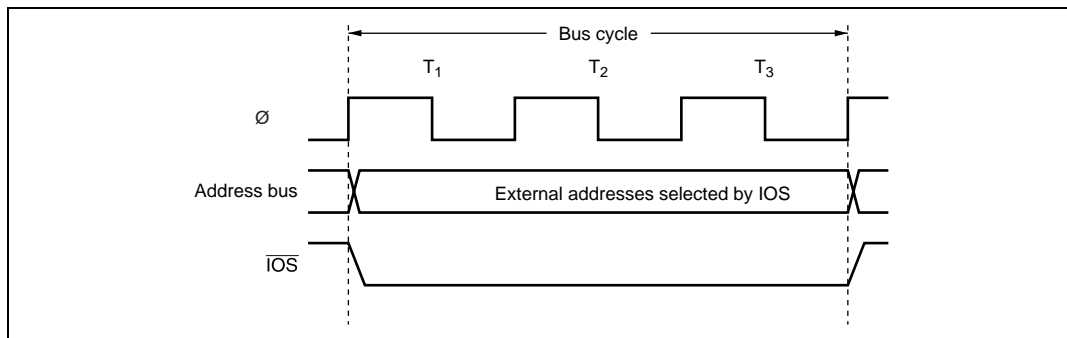 Bus cycle
T1 T2 T3
Ø
Address bus External addresses selected by IOS
IOS